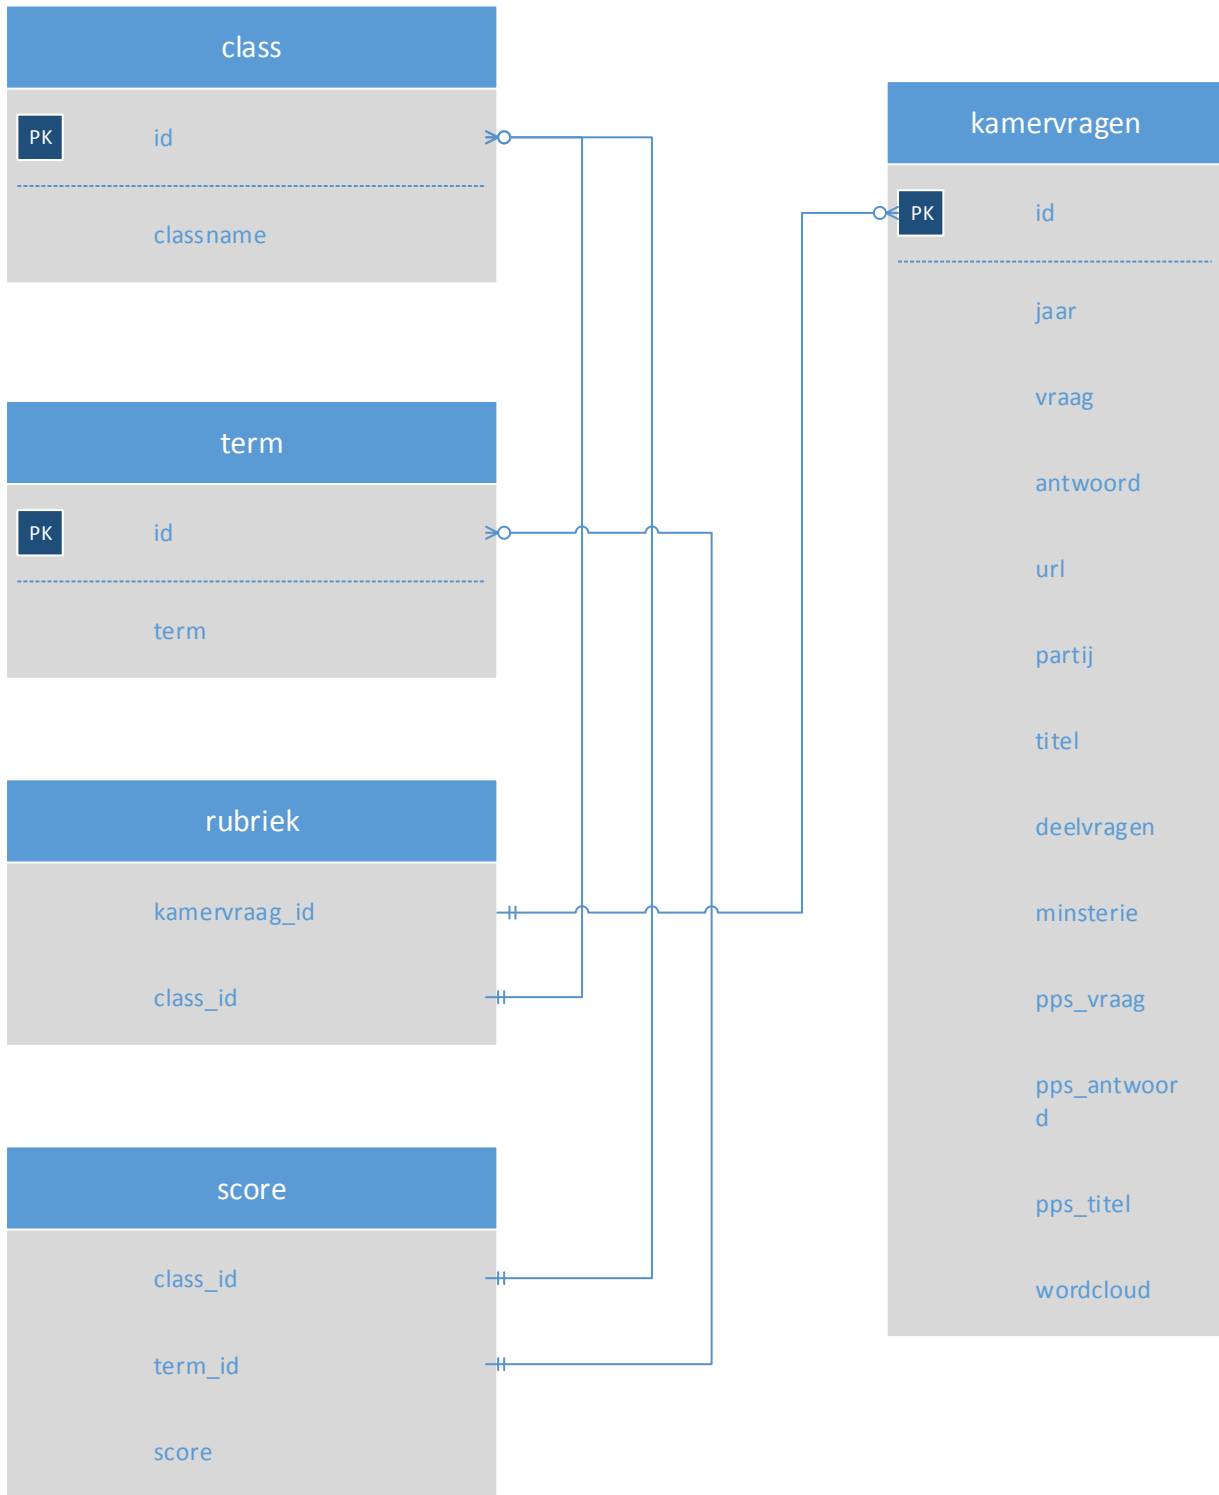 class
PK
id
classname
term
PK
id
term
rubriek
kamervraag_id
class_id
score
class_id
term_id
score
kamervragen
PK
id
jaar
vraag
antwoord
url
partij
titel
deelvragen
minsterie
pps_vraag
pps_antwoor
d
pps_titel
wordcloud